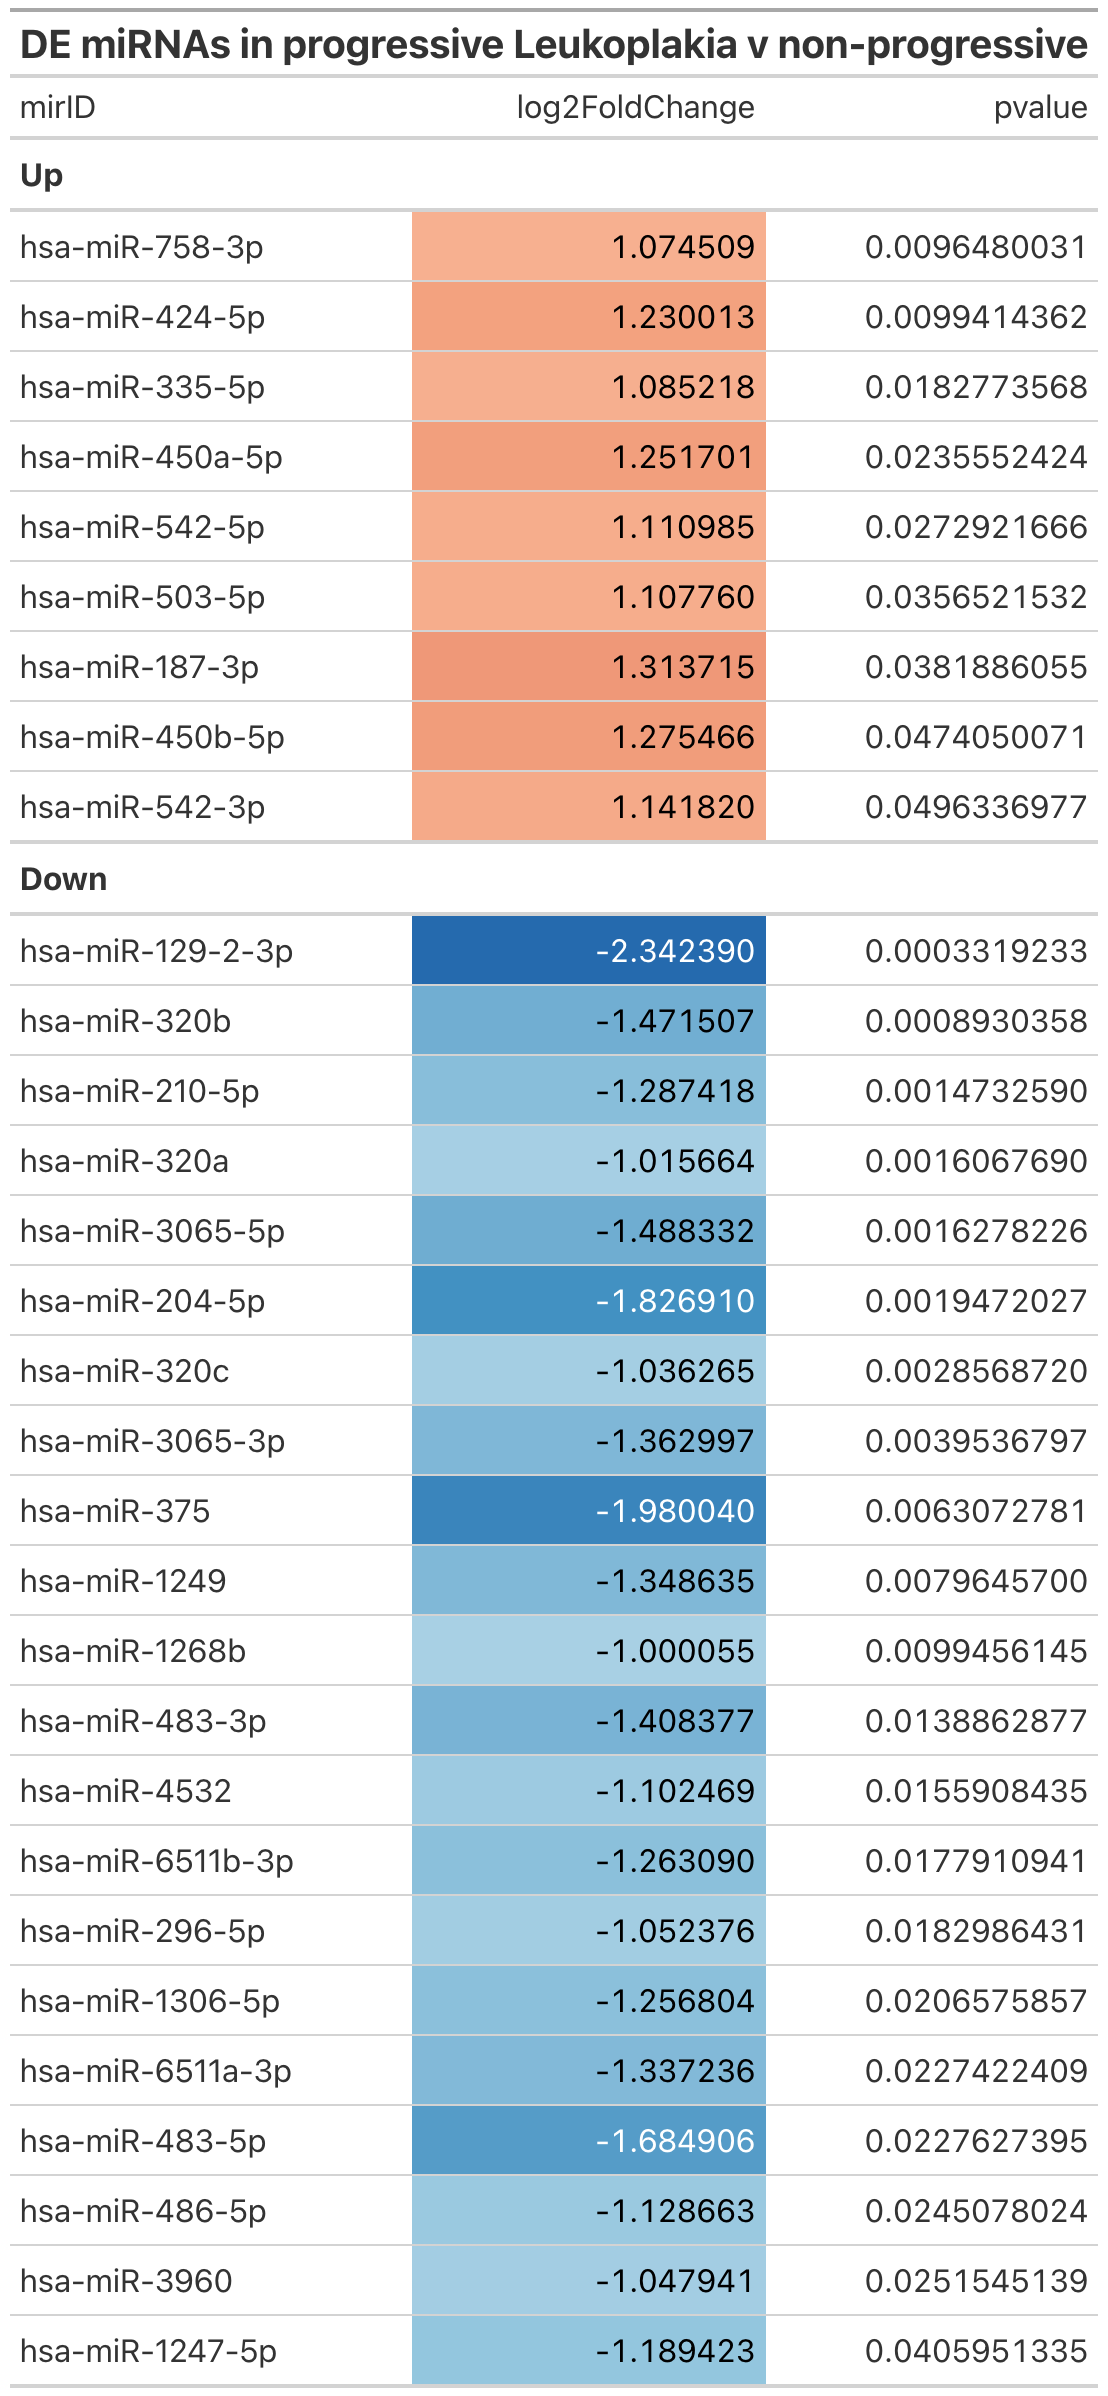 DE miRNAs in progressive Leukoplakia v non-progressive
mirID log2FoldChange pvalue
Up
hsa-miR-758-3p 1.074509 0.0096480031
hsa-miR-424-5p 1.230013 0.0099414362
hsa-miR-335-5p 1.085218 0.0182773568
hsa-miR-450a-5p 1.251701 0.0235552424
hsa-miR-542-5p 1.110985 0.0272921666
hsa-miR-503-5p 1.107760 0.0356521532
hsa-miR-187-3p 1.313715 0.0381886055
hsa-miR-450b-5p 1.275466 0.0474050071
hsa-miR-542-3p 1.141820 0.0496336977
Down
hsa-miR-129-2-3p -2.342390 0.0003319233
hsa-miR-320b -1.471507 0.0008930358
hsa-miR-210-5p -1.287418 0.0014732590
hsa-miR-320a -1.015664 0.0016067690
hsa-miR-3065-5p -1.488332 0.0016278226
hsa-miR-204-5p -1.826910 0.0019472027
hsa-miR-320c -1.036265 0.0028568720
hsa-miR-3065-3p -1.362997 0.0039536797
hsa-miR-375 -1.980040 0.0063072781
hsa-miR-1249 -1.348635 0.0079645700
hsa-miR-1268b -1.000055 0.0099456145
hsa-miR-483-3p -1.408377 0.0138862877
hsa-miR-4532 -1.102469 0.0155908435
hsa-miR-6511b-3p -1.263090 0.0177910941
hsa-miR-296-5p -1.052376 0.0182986431
hsa-miR-1306-5p -1.256804 0.0206575857
hsa-miR-6511a-3p -1.337236 0.0227422409
hsa-miR-483-5p -1.684906 0.0227627395
hsa-miR-486-5p -1.128663 0.0245078024
hsa-miR-3960 -1.047941 0.0251545139
hsa-miR-1247-5p -1.189423 0.0405951335